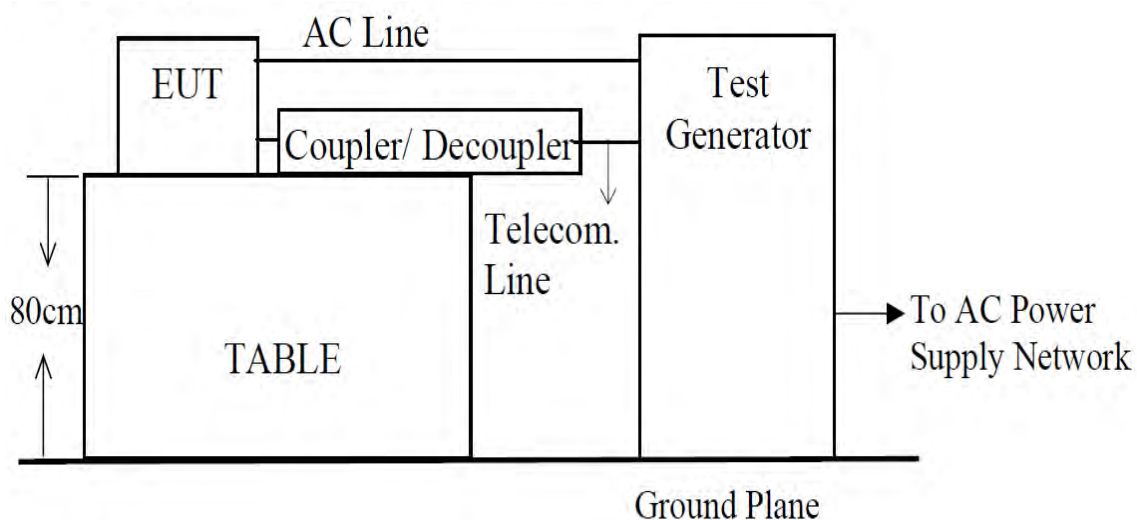 AC Line
EUT
Test
Generator
Coupler/ Decoupler
Telecom.
Line
80cm
To AC Power
Supply Network
TABLE
Ground Plane